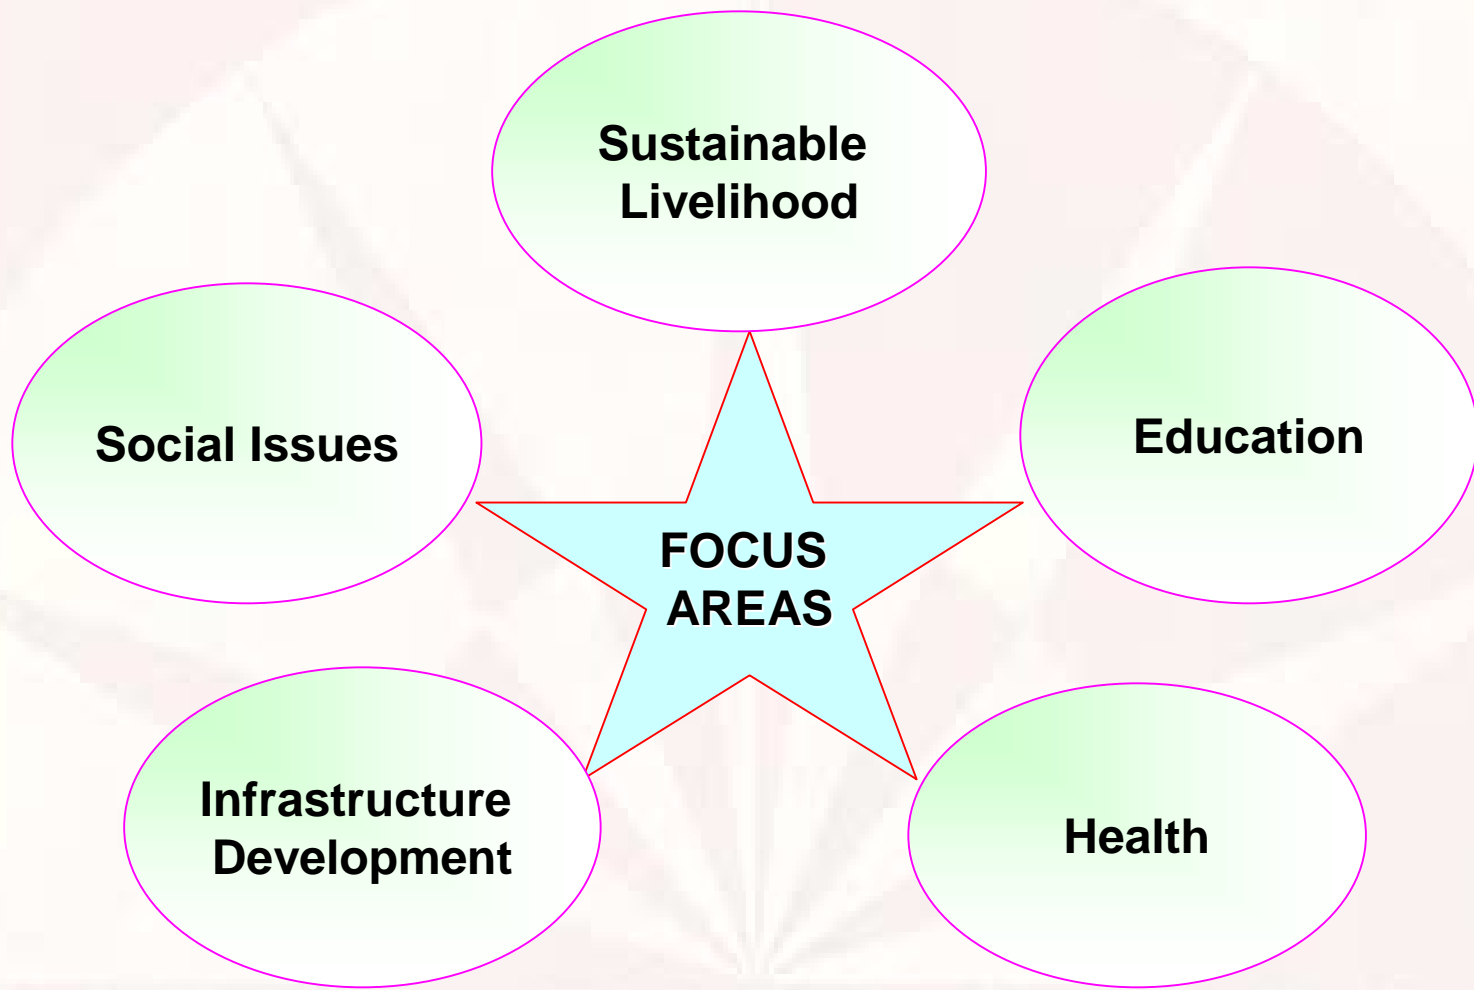 Sustainable
Livelihood
Social Issues
Education
FOCUS
AREAS
Infrastructure
Development
Health